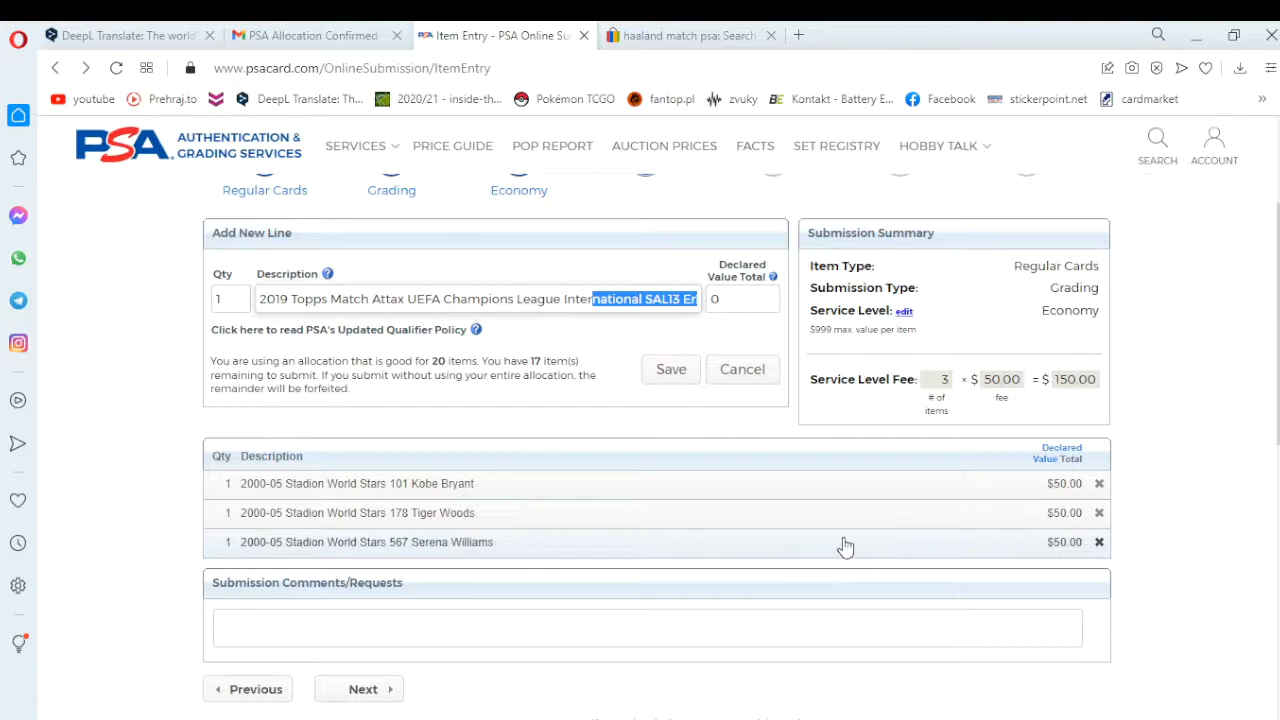 DeepL Translate: The world'
PSA Allocation Confirmed
PSA Item Entry - PSA Online Su
haaland match psa: Search
www.psacard.com/OnlineSubmission/ItemEntry
youtube
Prehraj.to
DeepL Translate: Th...
2020/21 - inside-th...
Pokémon TCGO
fantop.pl
zvuky
BE Kontakt - Battery E...
Facebook
stickerpoint.net
cardmarket
PSA AUTHENTICATION & GRADING SERVICES
SERVICES
PRICE GUIDE
POP REPORT
AUCTION PRICES
FACTS
SET REGISTRY
HOBBY TALK
SEARCH
ACCOUNT
Regular Cards
Grading
Economy
Add New Line
Qty
Description ?
Declared
Value Total ?
1
2019 Topps Match Attax UEFA Champions League International SAL13 Er
0
Click here to read PSA's Updated Qualifier Policy ?
You are using an allocation that is good for 20 items. You have 17 item(s)
remaining to submit. If you submit without using your entire allocation, the
remainder will be forfeited.
Save
Cancel
Submission Summary
Item Type: Regular Cards
Submission Type: Grading
Service Level: edit Economy
$999 max. value per item
Service Level Fee: 3 × $ 50.00 = $ 150.00
# of
items
fee
Qty Description
Declared
Value Total
1 2000-05 Stadion World Stars 101 Kobe Bryant $50.00
1 2000-05 Stadion World Stars 178 Tiger Woods $50.00
1 2000-05 Stadion World Stars 567 Serena Williams $50.00
Submission Comments/Requests
Previous
Next